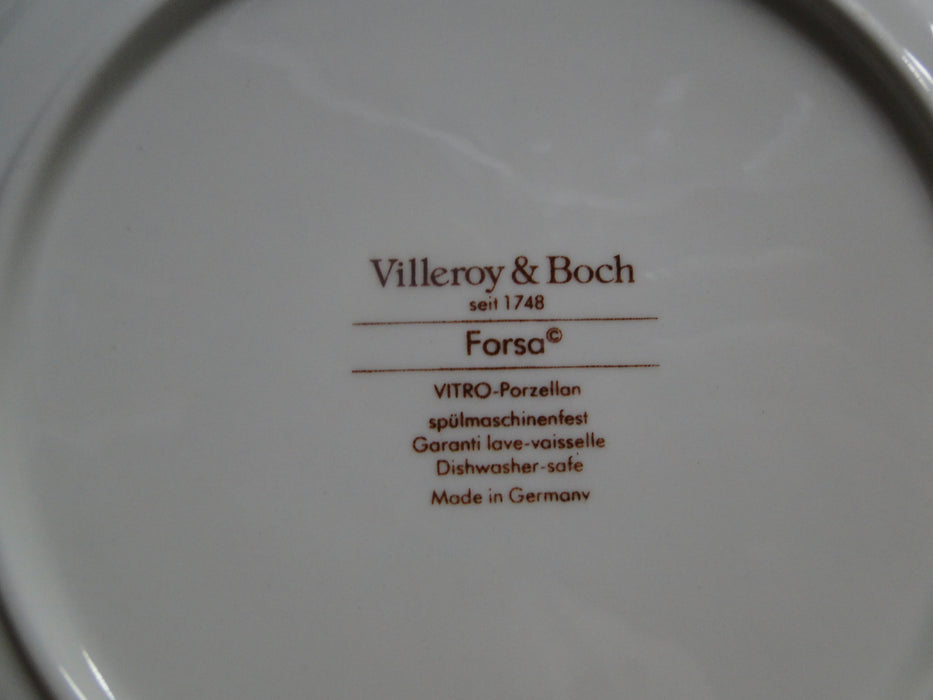 Villeroy & Boch
seit 1748
Forsa©
VITRO-Porzellan
spülmaschinenfest
Garanti lave-vaisselle
Dishwasher-safe
Made in Germany